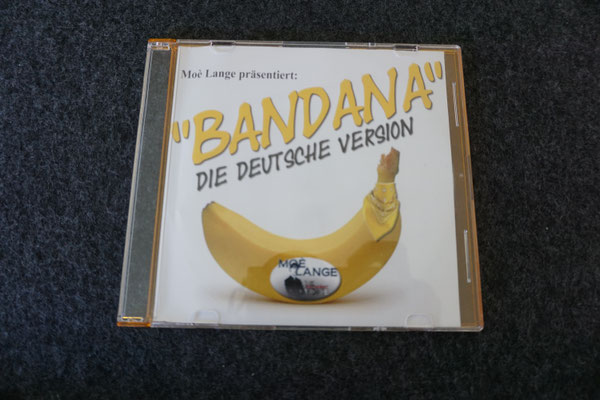 Moè Lange präsentiert:
"BANDANA"
DIE DEUTSCHE VERSION
MOÈ
LANGE